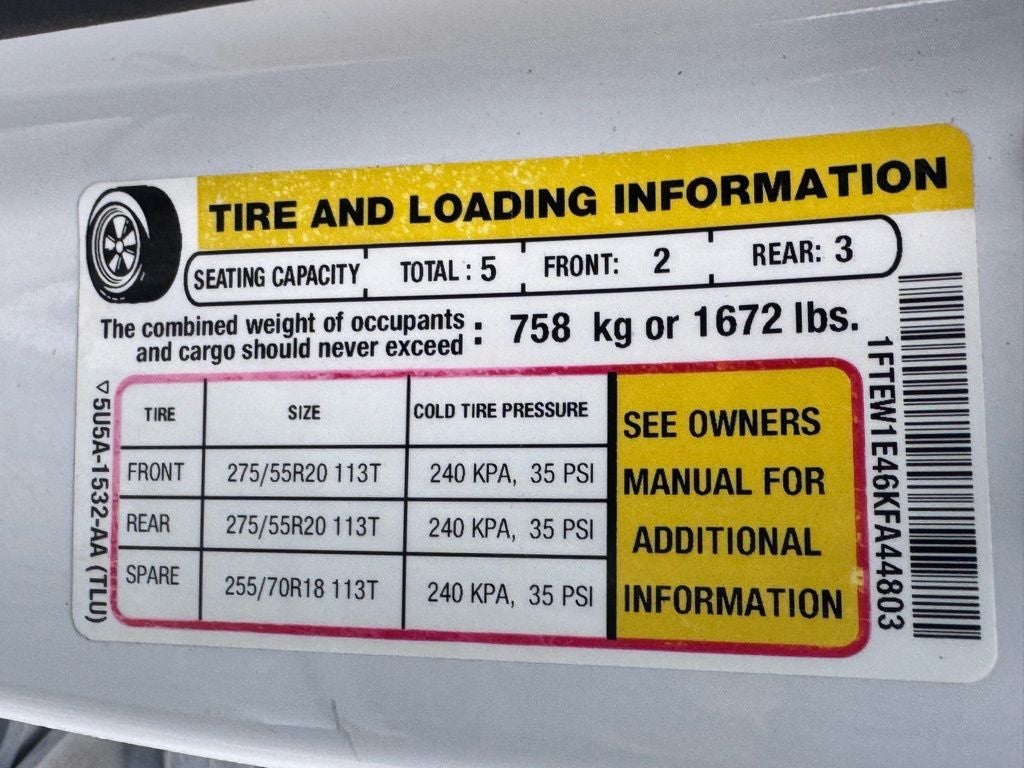 TIRE AND LOADING INFORMATION
SEATING CAPACITY TOTAL : 5 FRONT: 2 REAR: 3
The combined weight of occupants
and cargo should never exceed : 758 kg or 1672 lbs.
TIRE SIZE COLD TIRE PRESSURE
FRONT 275/55R20 113T 240 KPA, 35 PSI
REAR 275/55R20 113T 240 KPA, 35 PSI
SPARE 255/70R18 113T 240 KPA, 35 PSI
SEE OWNERS
MANUAL FOR
ADDITIONAL
INFORMATION
5U5A-1532-AA (TLU)
1FTEW1E46KFA44803